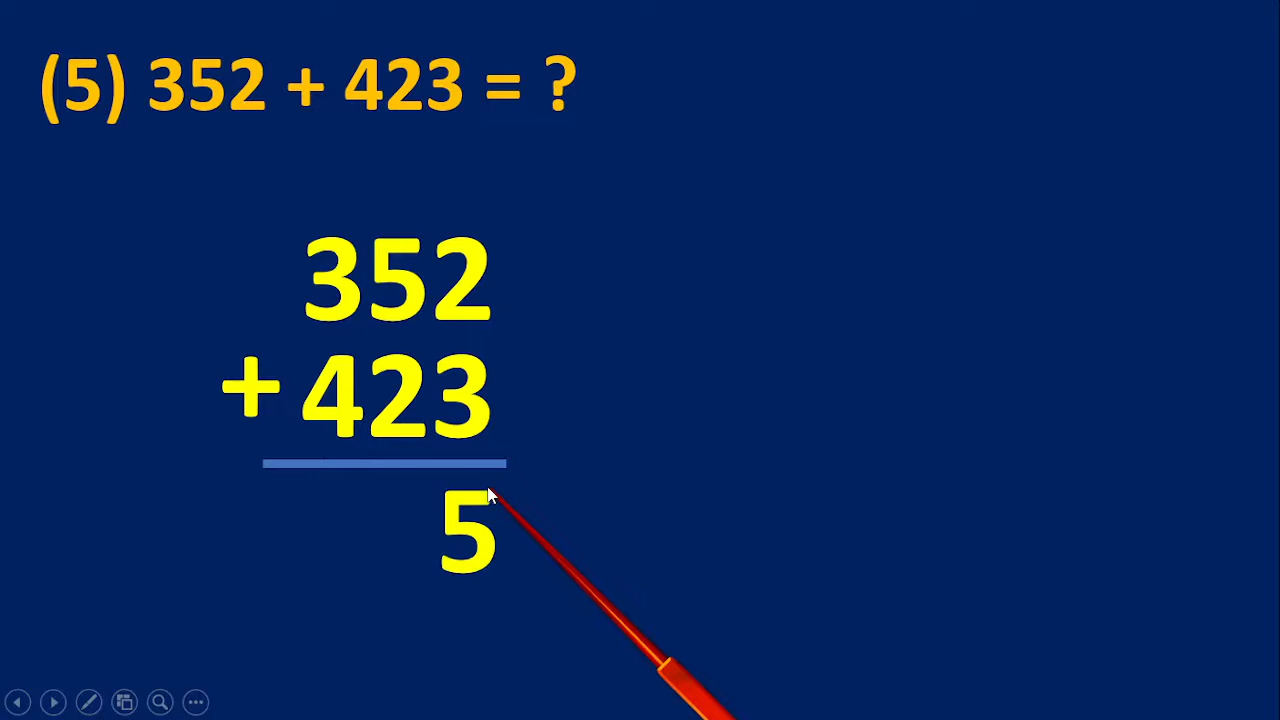 (5) 352 + 423 = ?
352
+ 423
5